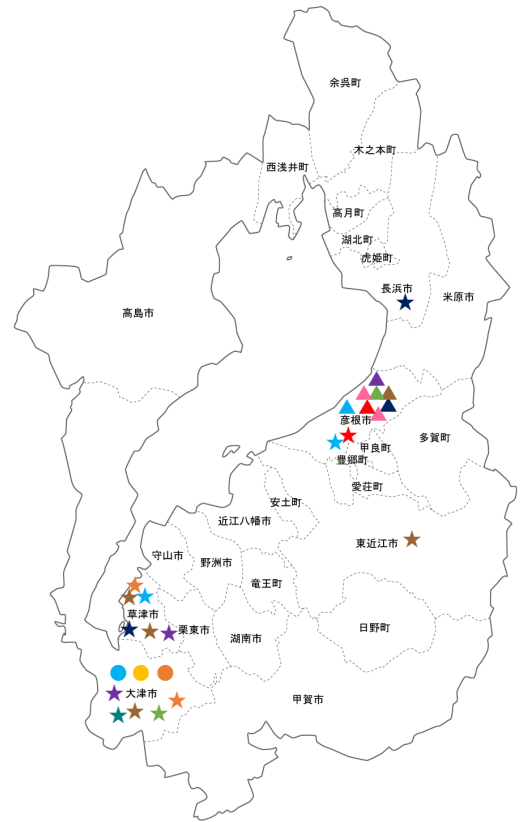 余呉町
木之本町
西浅井町
高月町
湖北町
虎姫町
長浜市
米原市
高島市
彦根市
多賀町
甲良町
豊郷町
愛荘町
安土町
近江八幡市
東近江市
守山市
野洲市
竜王町
草津市
栗東市
湖南市
日野町
大津市
甲賀市